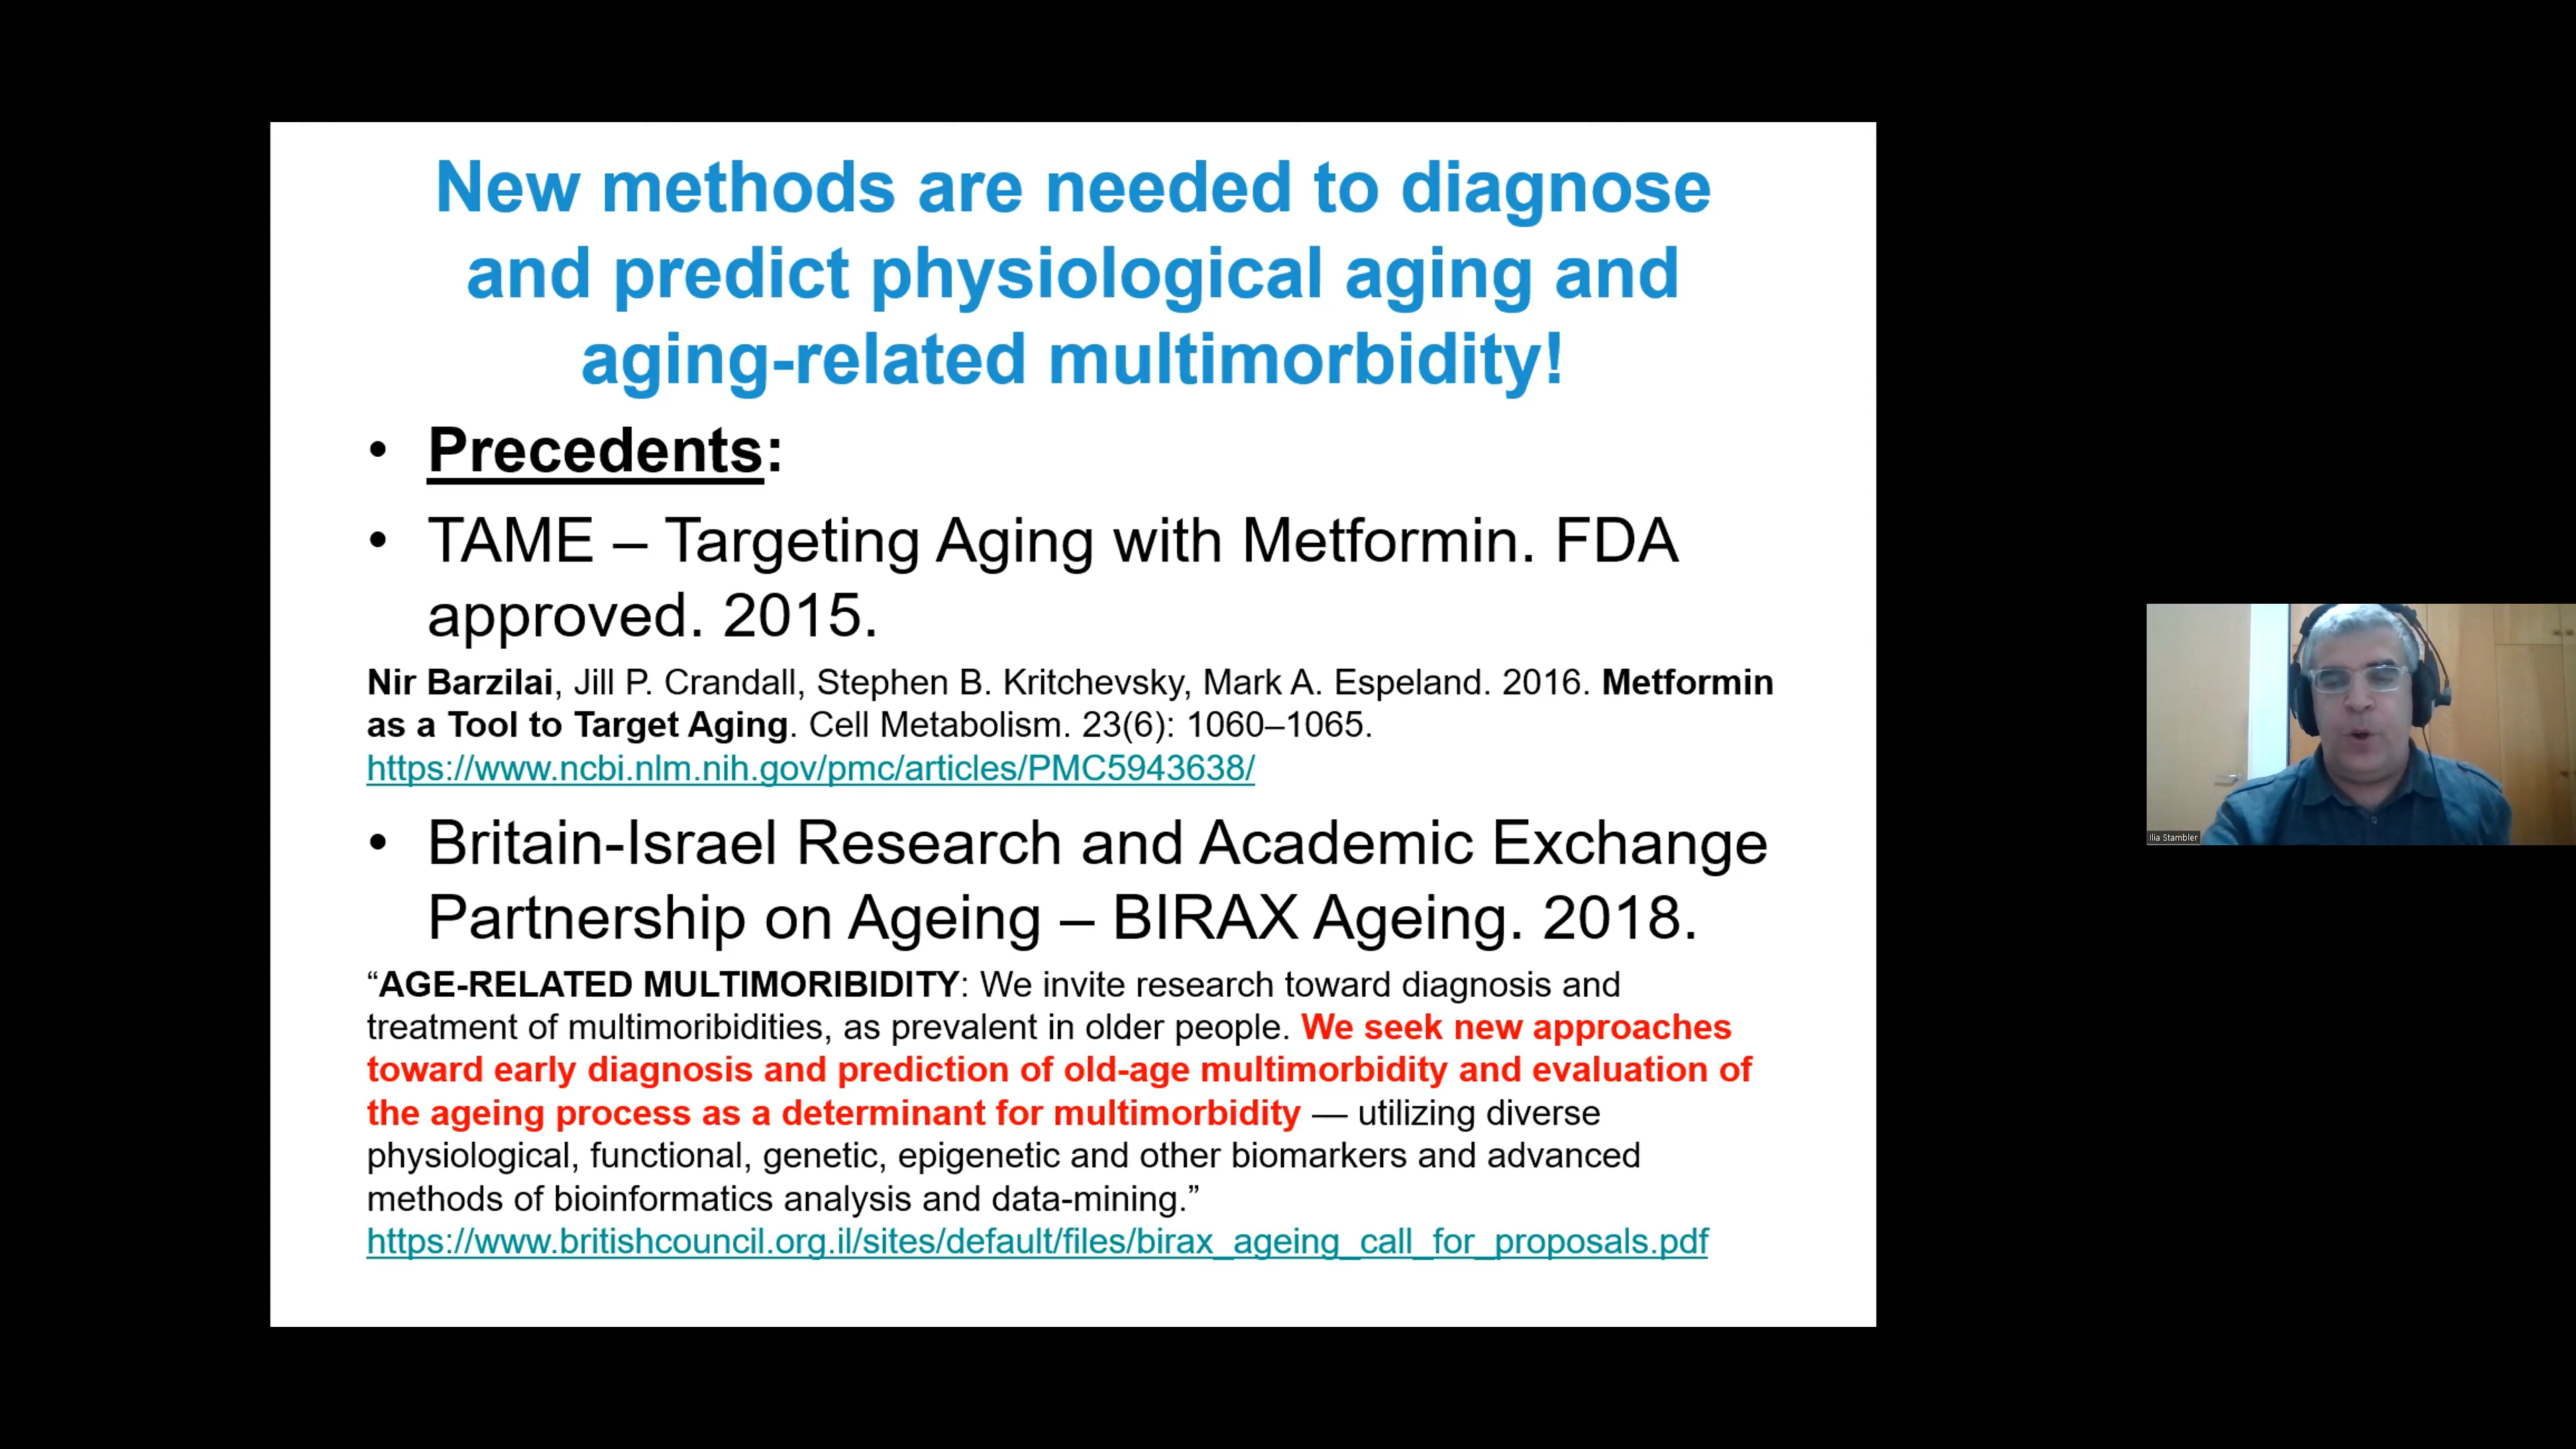 New methods are needed to diagnose
and predict physiological aging and
aging-related multimorbidity!
• Precedents:
• TAME – Targeting Aging with Metformin. FDA
approved. 2015.
Nir Barzilai, Jill P. Crandall, Stephen B. Kritchevsky, Mark A. Espeland. 2016. Metformin
as a Tool to Target Aging. Cell Metabolism. 23(6): 1060–1065.
https://www.ncbi.nlm.nih.gov/pmc/articles/PMC5943638/
• Britain-Israel Research and Academic Exchange
Partnership on Ageing – BIRAX Ageing. 2018.
“AGE-RELATED MULTIMORIBIDITY: We invite research toward diagnosis and
treatment of multimoribidities, as prevalent in older people. We seek new approaches
toward early diagnosis and prediction of old-age multimorbidity and evaluation of
the ageing process as a determinant for multimorbidity — utilizing diverse
physiological, functional, genetic, epigenetic and other biomarkers and advanced
methods of bioinformatics analysis and data-mining.”
https://www.britishcouncil.org.il/sites/default/files/birax_ageing_call_for_proposals.pdf
Ilia Stambler